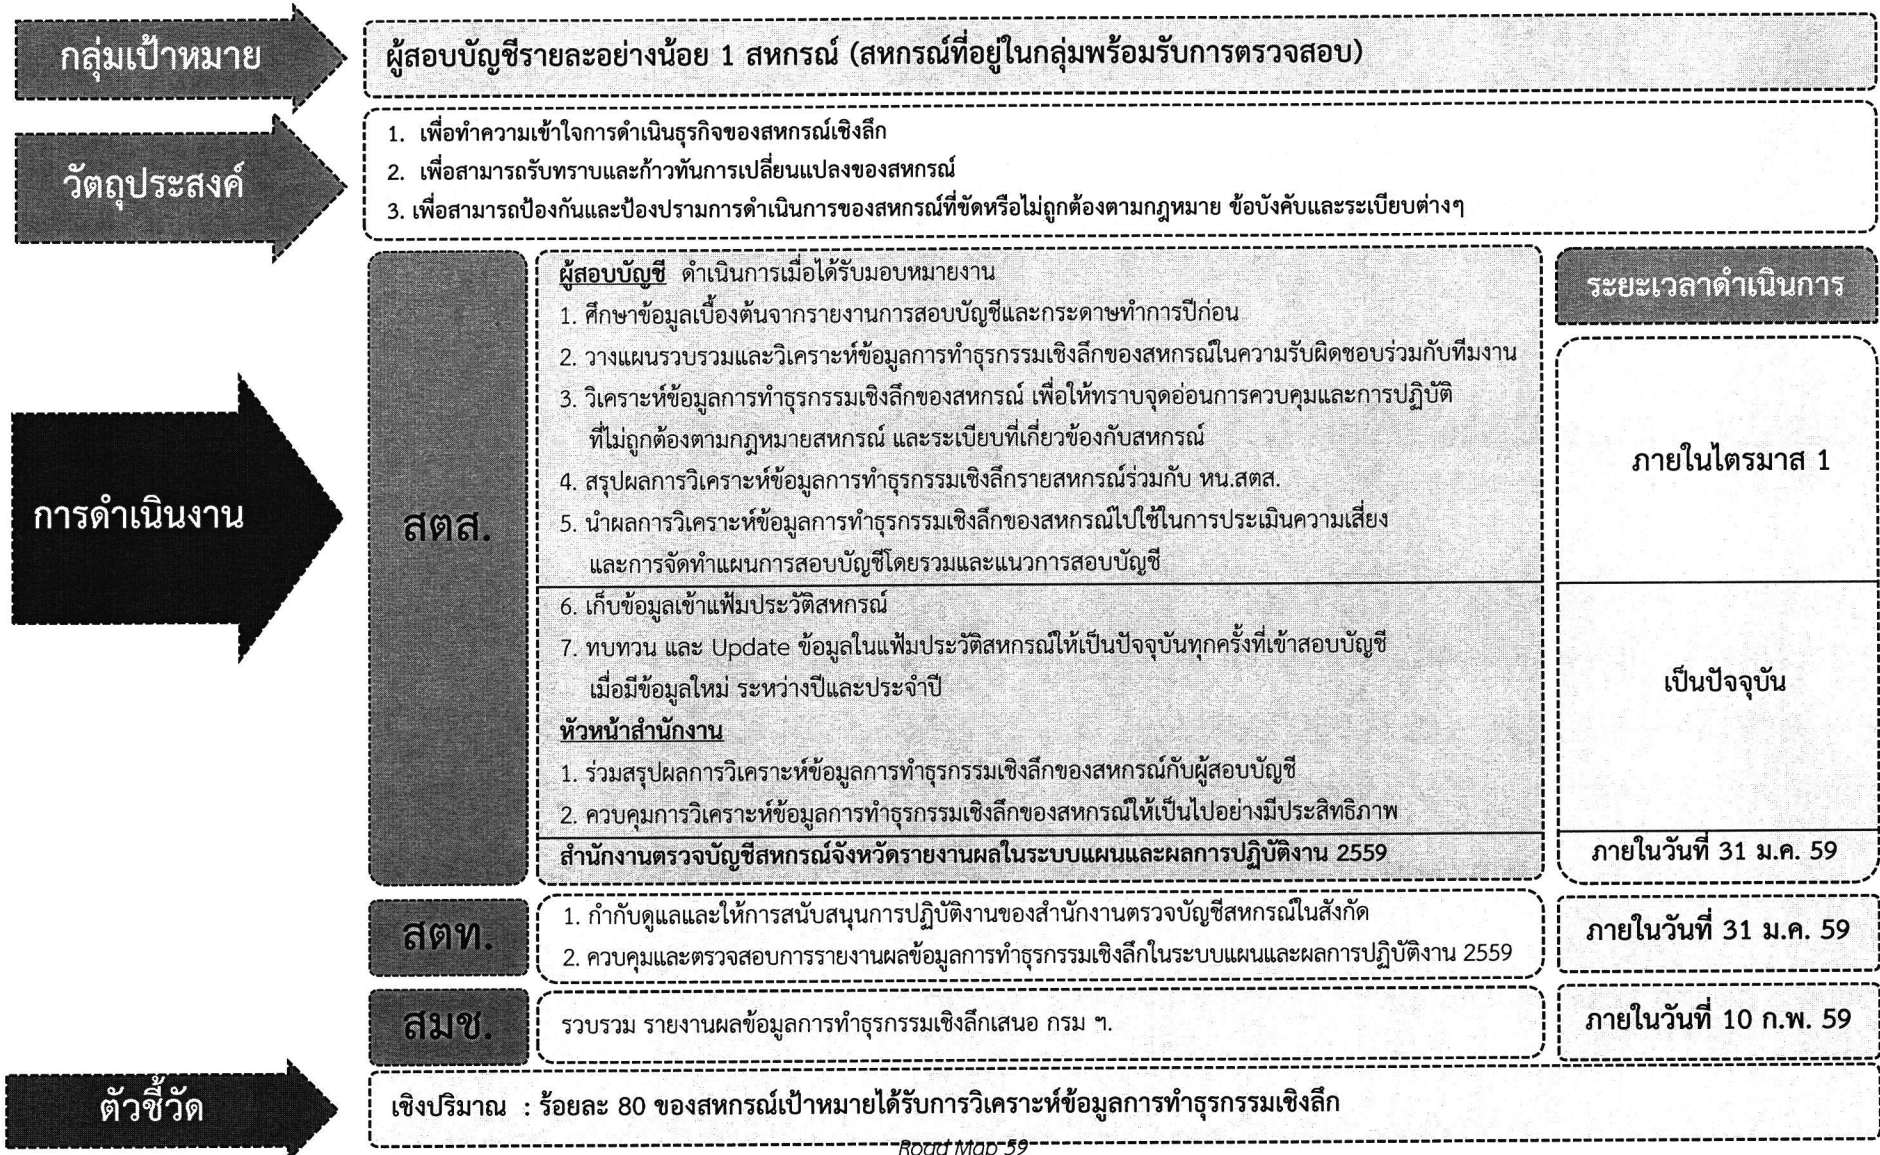 กลุ่มเป้าหมาย
ผู้สอบบัญชีรายละอย่างน้อย 1 สหกรณ์ (สหกรณ์ที่อยู่ในกลุ่มพร้อมรับการตรวจสอบ)
วัตถุประสงค์
1. เพื่อทำความเข้าใจการดำเนินธุรกิจของสหกรณ์เชิงลึก
2. เพื่อสามารถรับทราบและก้าวทันการเปลี่ยนแปลงของสหกรณ์
3. เพื่อสามารถป้องกันและป้องปรามการดำเนินการของสหกรณ์ที่ขัดหรือไม่ถูกต้องตามกฎหมาย ข้อบังคับและระเบียบต่างๆ
การดำเนินงาน
สตส.
ผู้สอบบัญชี ดำเนินการเมื่อได้รับมอบหมายงาน
1. ศึกษาข้อมูลเบื้องต้นจากรายงานการสอบบัญชีและกระดาษทำการปีก่อน
2. วางแผนรวบรวมและวิเคราะห์ข้อมูลการทำธุรกรรมเชิงลึกของสหกรณ์ในความรับผิดชอบร่วมกับทีมงาน
3. วิเคราะห์ข้อมูลการทำธุรกรรมเชิงลึกของสหกรณ์ เพื่อให้ทราบจุดอ่อนการควบคุมและการปฏิบัติ
ที่ไม่ถูกต้องตามกฎหมายสหกรณ์ และระเบียบที่เกี่ยวข้องกับสหกรณ์
4. สรุปผลการวิเคราะห์ข้อมูลการทำธุรกรรมเชิงลึกรายสหกรณ์ร่วมกับ หน.สตส.
5. นำผลการวิเคราะห์ข้อมูลการทำธุรกรรมเชิงลึกของสหกรณ์ไปใช้ในการประเมินความเสี่ยง
และการจัดทำแผนการสอบบัญชีโดยรวมและแนวการสอบบัญชี
6. เก็บข้อมูลเข้าแฟ้มประวัติสหกรณ์
7. ทบทวน และ Update ข้อมูลในแฟ้มประวัติสหกรณ์ให้เป็นปัจจุบันทุกครั้งที่เข้าสอบบัญชี
เมื่อมีข้อมูลใหม่ ระหว่างปีและประจำปี
หัวหน้าสำนักงาน
1. ร่วมสรุปผลการวิเคราะห์ข้อมูลการทำธุรกรรมเชิงลึกของสหกรณ์กับผู้สอบบัญชี
2. ควบคุมการวิเคราะห์ข้อมูลการทำธุรกรรมเชิงลึกของสหกรณ์ให้เป็นไปอย่างมีประสิทธิภาพ
สำนักงานตรวจบัญชีสหกรณ์จังหวัดรายงานผลในระบบแผนและผลการปฏิบัติงาน 2559
ระยะเวลาดำเนินการ
ภายในไตรมาส 1
เป็นปัจจุบัน
ภายในวันที่ 31 ม.ค. 59
สตท.
1. กำกับดูแลและให้การสนับสนุนการปฏิบัติงานของสำนักงานตรวจบัญชีสหกรณ์ในสังกัด
2. ควบคุมและตรวจสอบการรายงานผลข้อมูลการทำธุรกรรมเชิงลึกในระบบแผนและผลการปฏิบัติงาน 2559
ภายในวันที่ 31 ม.ค. 59
สมช.
รวบรวม รายงานผลข้อมูลการทำธุรกรรมเชิงลึกเสนอ กรม ฯ.
ภายในวันที่ 10 ก.พ. 59
ตัวชี้วัด
เชิงปริมาณ : ร้อยละ 80 ของสหกรณ์เป้าหมายได้รับการวิเคราะห์ข้อมูลการทำธุรกรรมเชิงลึก
Road Map 59